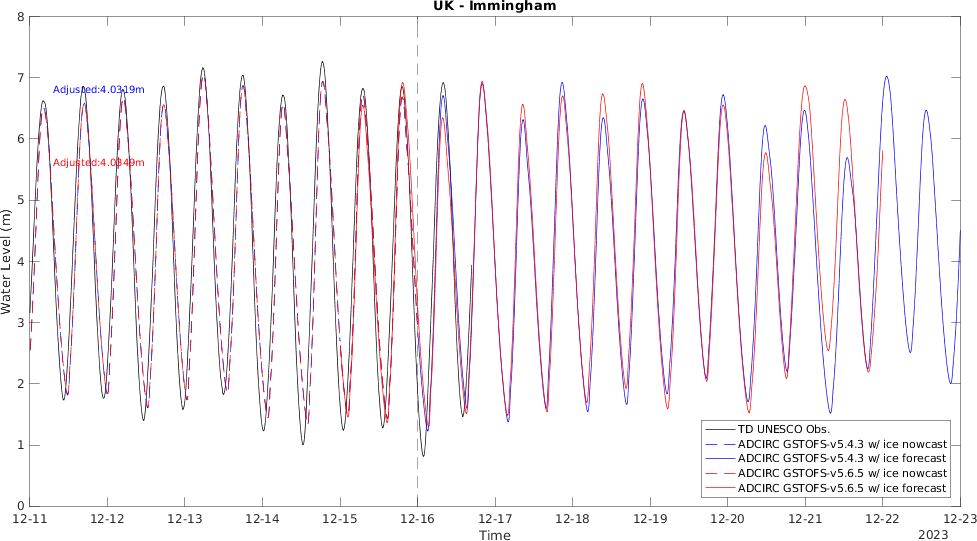 UK - Immingham
8
7
6
5
4
3
2
1
0
Water Level (m)
Adjusted:4.0319m
Adjusted:4.0349m
TD UNESCO Obs.
ADCIRC GSTOFS-v5.4.3 w/ ice nowcast
ADCIRC GSTOFS-v5.4.3 w/ ice forecast
ADCIRC GSTOFS-v5.6.5 w/ ice nowcast
ADCIRC GSTOFS-v5.6.5 w/ ice forecast
12-11 12-12 12-13 12-14 12-15 12-16 12-17 12-18 12-19 12-20 12-21 12-22 12-23
Time
2023